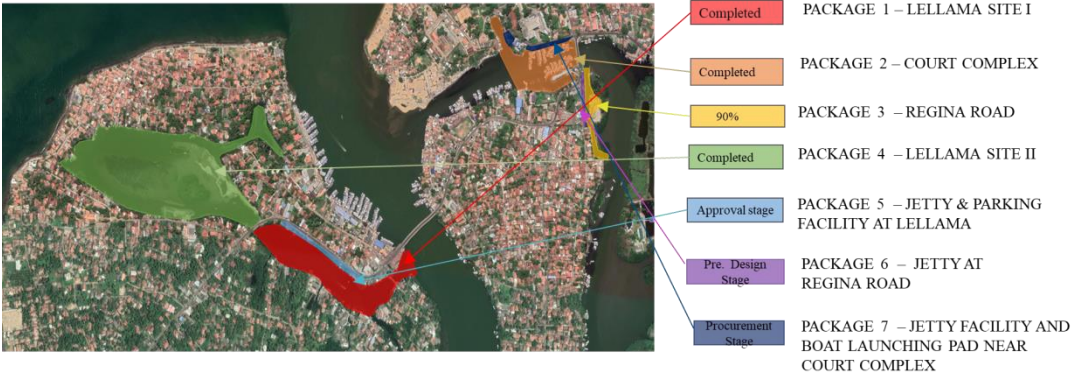 Completed
PACKAGE 1 – LELLAMA SITE I
Completed
PACKAGE 2 – COURT COMPLEX
90%
PACKAGE 3 – REGINA ROAD
Completed
PACKAGE 4 – LELLAMA SITE II
Approval stage
PACKAGE 5 – JETTY & PARKING
FACILITY AT LELLAMA
Pre. Design
Stage
PACKAGE 6 – JETTY AT
REGINA ROAD
Procurement
Stage
PACKAGE 7 – JETTY FACILITY AND
BOAT LAUNCHING PAD NEAR
COURT COMPLEX